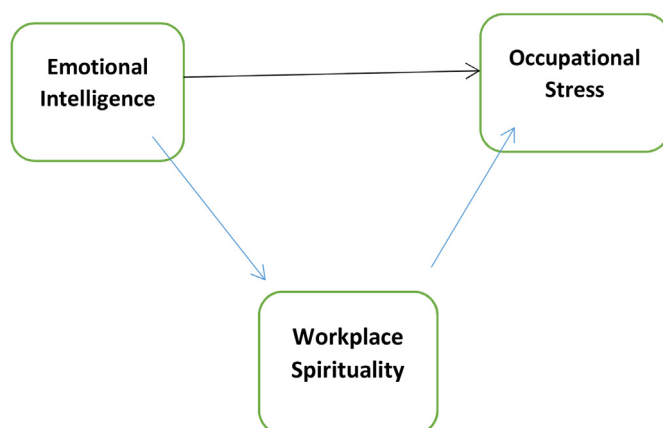 Emotional
Intelligence
Occupational
Stress
Workplace
Spirituality